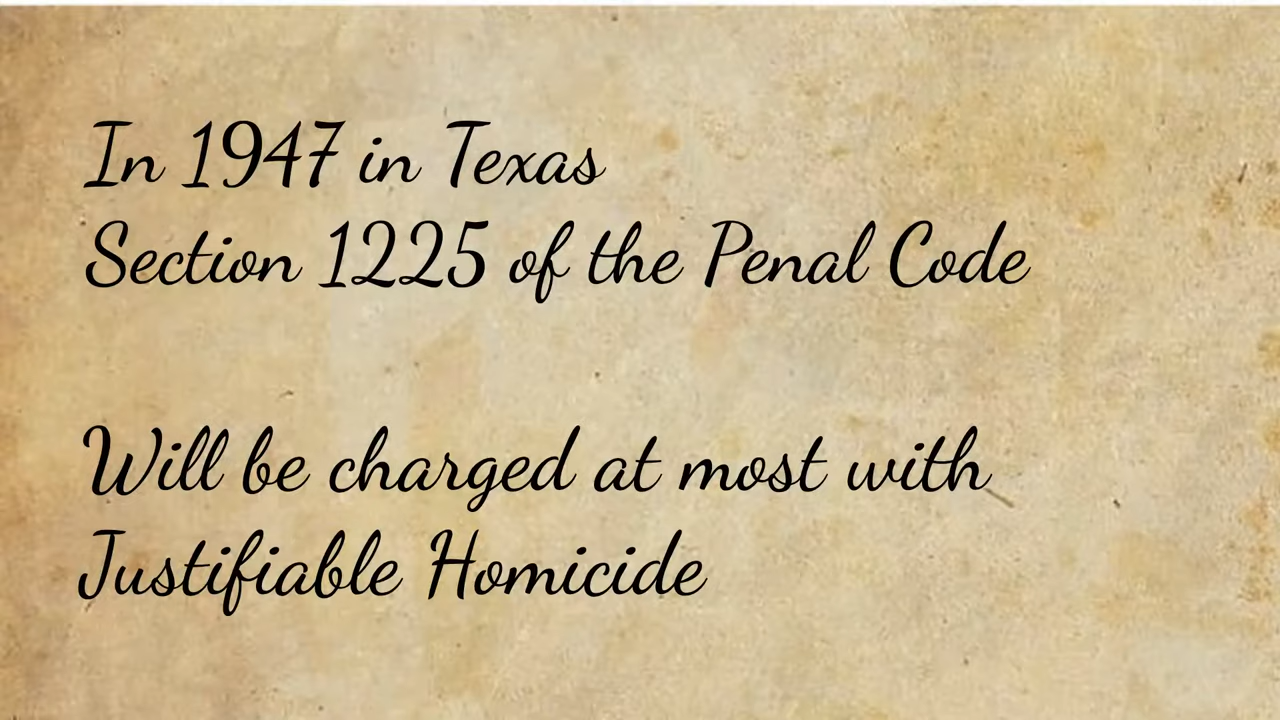 In 1947 in Texas
Section 1225 of the Penal Code
Will be charged at most with
Justifiable Homicide